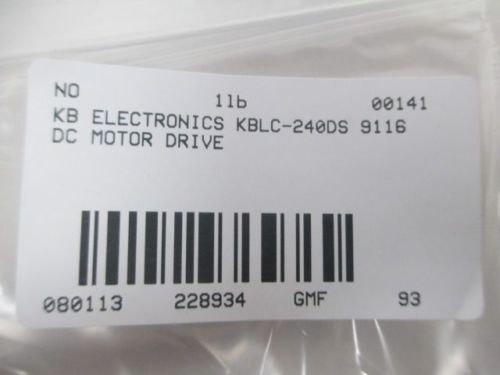 NO 1lb 00141
KB ELECTRONICS KBLC-240DS 9116
DC MOTOR DRIVE
080113 228934 GMF 93